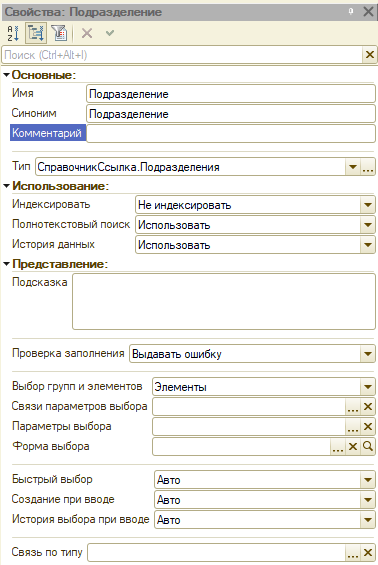 Свойства: Подразделение
Поиск (Ctrl+Alt+I)
Основные:
Имя Подразделение
Синоним Подразделение
Комментарий
Тип СправочникСсылка.Подразделения
Использование:
Индексировать Не индексировать
Полнотекстовый поиск Использовать
История данных Использовать
Представление:
Подсказка
Проверка заполнения Выдавать ошибку
Выбор групп и элементов Элементы
Связи параметров выбора
Параметры выбора
Форма выбора
Быстрый выбор Авто
Создание при вводе Авто
История выбора при вводе Авто
Связь по типу